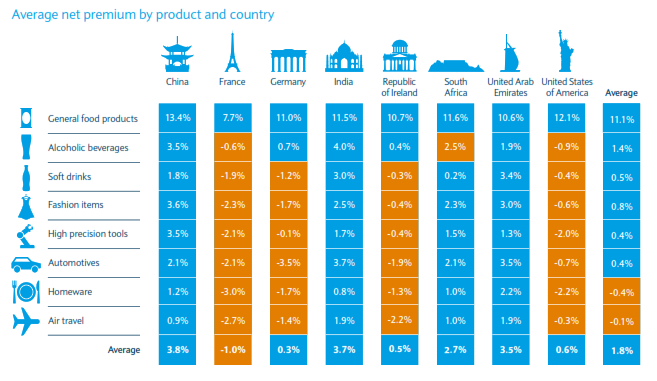 Average net premium by product and country
China France Germany India Republic of Ireland South Africa United Arab Emirates United States of America Average
General food products 13.4% 7.7% 11.0% 11.5% 10.7% 11.6% 10.6% 12.1% 11.1%
Alcoholic beverages 3.5% -0.6% 0.7% 4.0% 0.4% 2.5% 1.9% -0.9% 1.4%
Soft drinks 1.8% -1.9% -1.2% 3.0% -0.3% 0.2% 3.4% -0.4% 0.5%
Fashion items 3.6% -2.3% -1.7% 2.5% -0.4% 2.3% 3.0% -0.6% 0.8%
High precision tools 3.5% -2.1% -0.1% 1.7% -0.4% 1.5% 1.3% -2.0% 0.4%
Automotives 2.1% -2.1% -3.5% 3.7% -1.9% 2.1% 3.5% -0.7% 0.4%
Homeware 1.2% -3.0% -1.7% 0.8% -1.3% 1.0% 2.2% -2.2% -0.4%
Air travel 0.9% -2.7% -1.4% 1.9% -2.2% 1.0% 1.9% -0.3% -0.1%
Average 3.8% -1.0% 0.3% 3.7% 0.5% 2.7% 3.5% 0.6% 1.8%